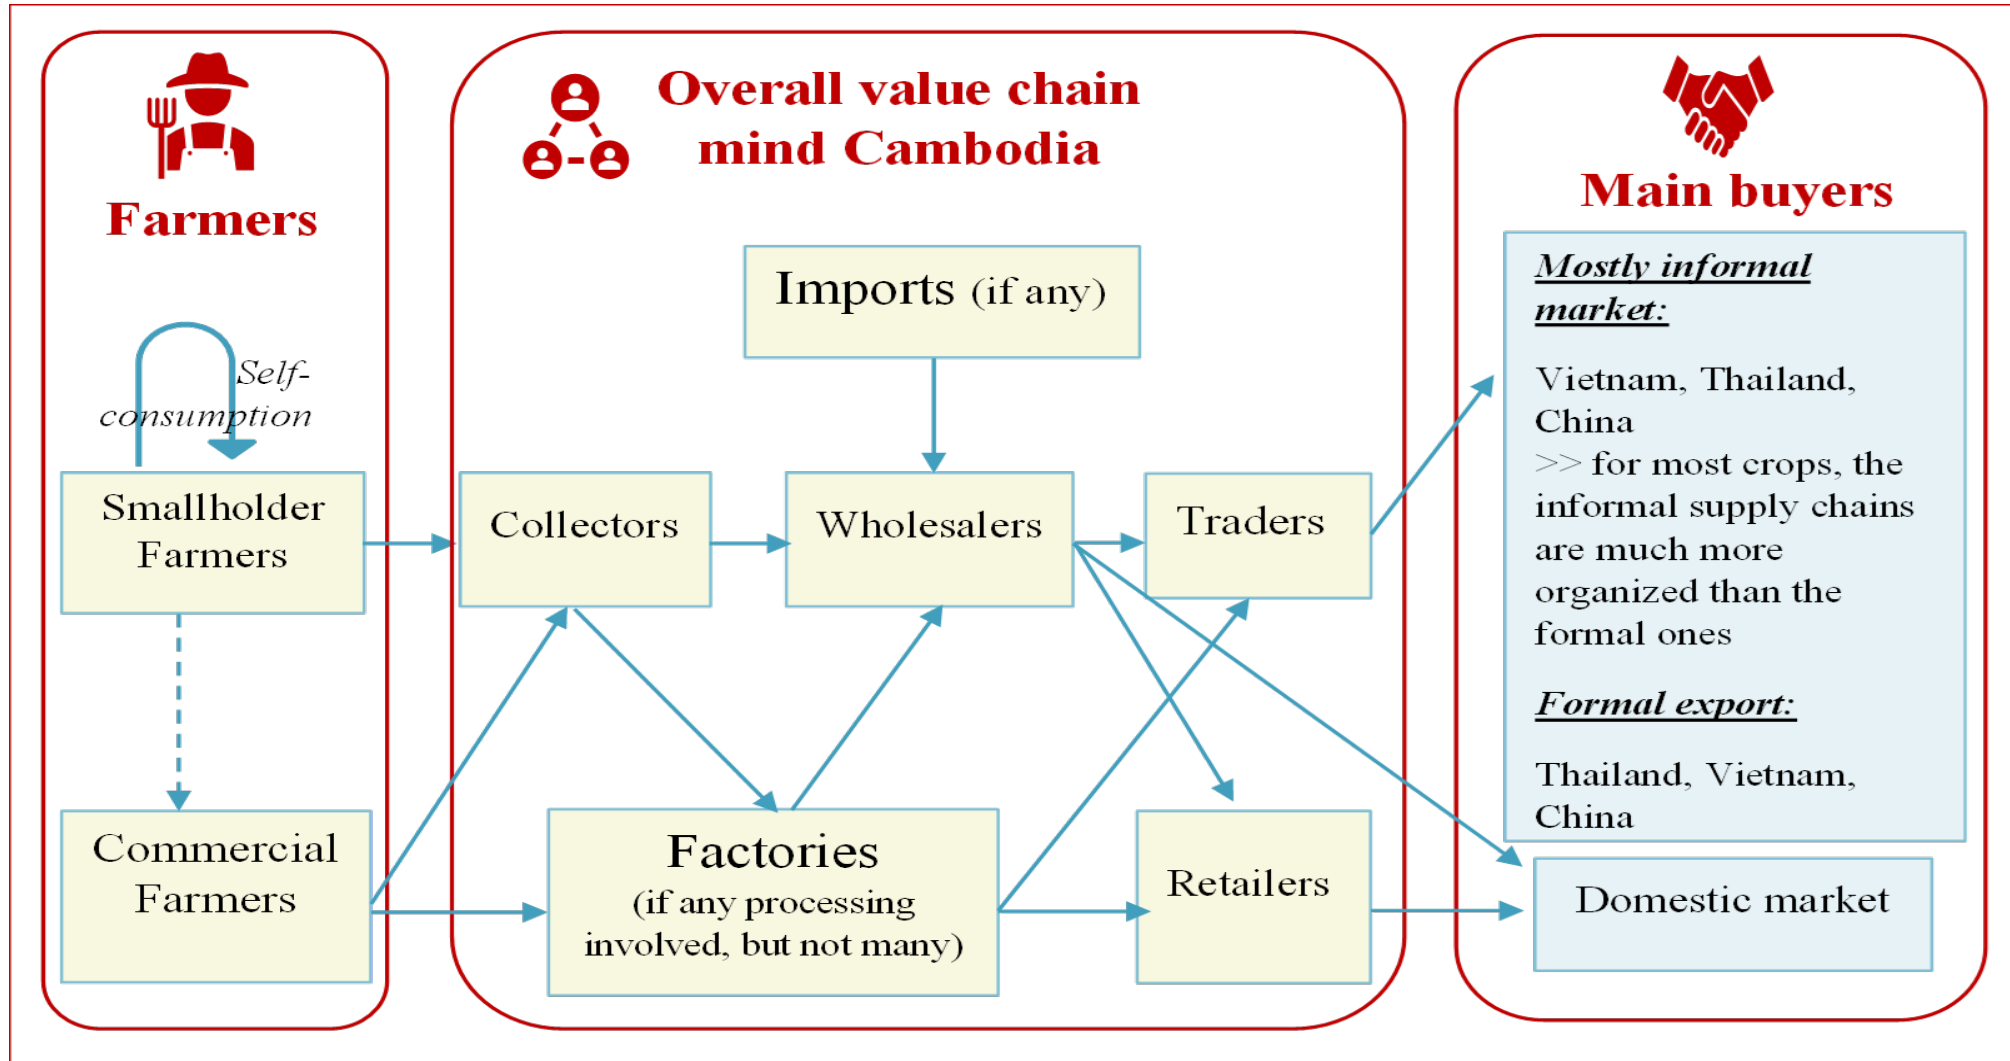 Farmers
Self-
consumption
Smallholder
Farmers
Commercial
Farmers
Overall value chain
mind Cambodia
Imports (if any)
Collectors
Wholesalers
Traders
Factories
(if any processing
involved, but not many)
Retailers
Main buyers
Mostly informal
market:
Vietnam, Thailand,
China
>> for most crops, the
informal supply chains
are much more
organized than the
formal ones
Formal export:
Thailand, Vietnam,
China
Domestic market